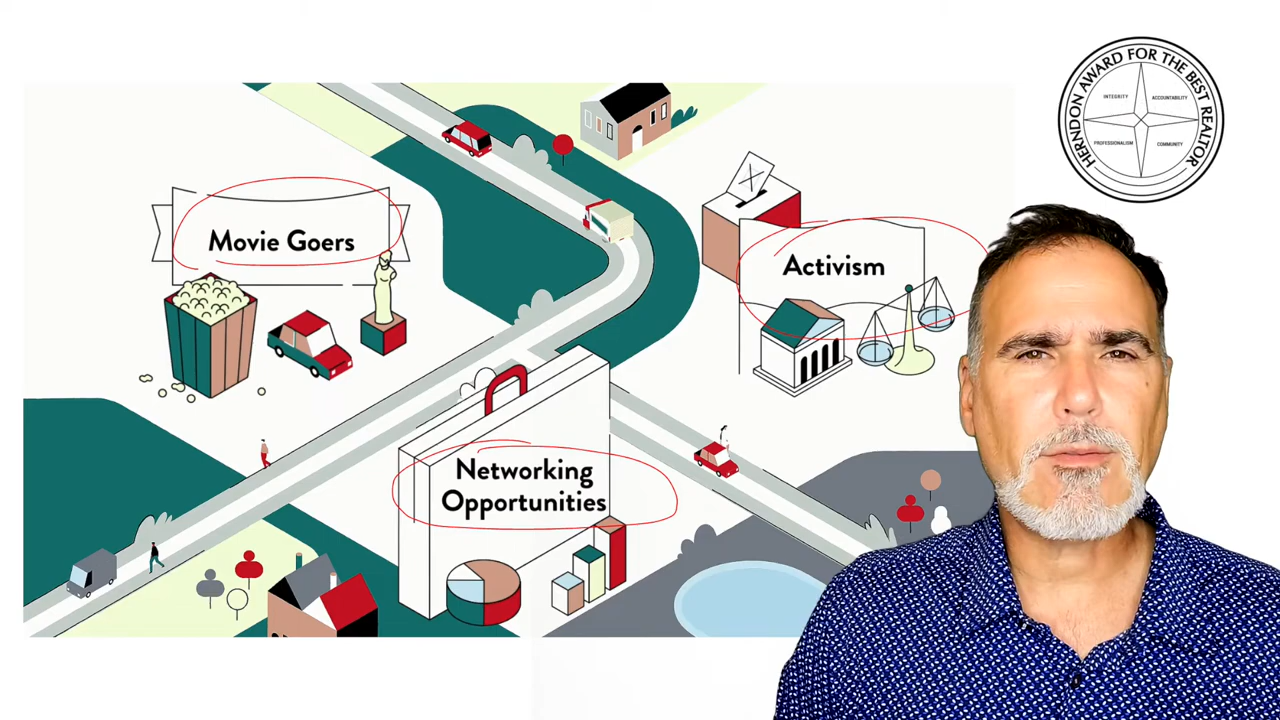 HERNDON AWARD FOR THE BEST REALTOR
INTEGRITY
ACCOUNTABILITY
PROFESSIONALISM
COMMUNITY
Movie Goers
Activism
Networking
Opportunities